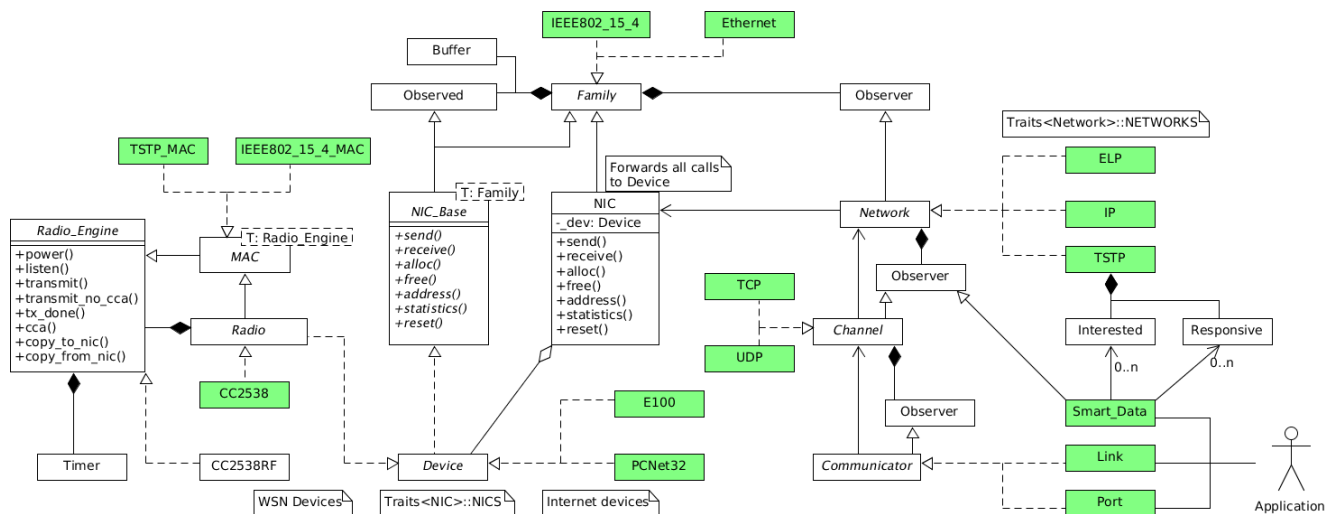 IEEE802_15_4
Ethernet
Buffer
Observed
Family
Observer
Traits<Network>::NETWORKS
TSTP_MAC
IEEE802_15_4_MAC
ELP
Forwards all calls
to Device
T: Family
NIC_Base
+send()
+receive()
+alloc()
+free()
+address()
+statistics()
+reset()
NIC
-_dev: Device
+send()
+receive()
+alloc()
+free()
+address()
+statistics()
+reset()
Network
IP
Radio_Engine
+power()
+listen()
+transmit()
+transmit_no_cca()
+tx_done()
+cca()
+copy_to_nic()
+copy_from_nic()
T: Radio_Engine
MAC
TSTP
Observer
TCP
Radio
Channel
Interested
Responsive
UDP
0..n
0..n
CC2538
E100
Observer
Smart_Data
Timer
CC2538RF
Device
PCNet32
Communicator
Link
WSN Devices
Traits<NIC>::NICS
Internet devices
Port
Application